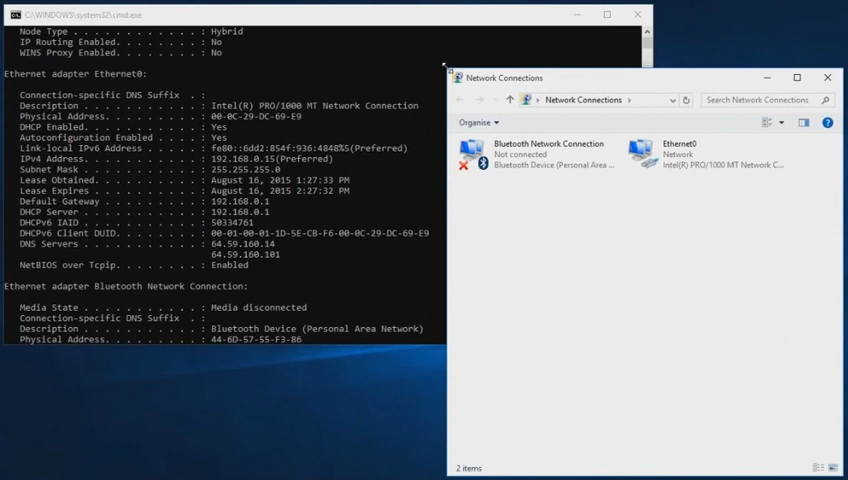 C:\WINDOWS\system32\cmd.exe
Node Type . . . . . . . . . . . . : Hybrid
IP Routing Enabled. . . . . . . . : No
WINS Proxy Enabled. . . . . . . . : No
Ethernet adapter Ethernet0:
Connection-specific DNS Suffix  . :
Description . . . . . . . . . . . : Intel(R) PRO/1000 MT Network Connection
Physical Address. . . . . . . . . : 00-0C-29-DC-69-E9
DHCP Enabled. . . . . . . . . . . : Yes
Autoconfiguration Enabled . . . . : Yes
Link-local IPv6 Address . . . . . : fe80::6dd2:854f:936:4848%5(Preferred)
IPv4 Address. . . . . . . . . . . : 192.168.0.15(Preferred)
Subnet Mask . . . . . . . . . . . : 255.255.255.0
Lease Obtained. . . . . . . . . . : August 16, 2015 1:27:33 PM
Lease Expires . . . . . . . . . . : August 16, 2015 2:27:32 PM
Default Gateway . . . . . . . . . : 192.168.0.1
DHCP Server . . . . . . . . . . . : 192.168.0.1
DHCPv6 IAID . . . . . . . . . . . : 50334761
DHCPv6 Client DUID. . . . . . . . : 00-01-00-01-1D-5E-CB-F6-00-0C-29-DC-69-E9
DNS Servers . . . . . . . . . . . : 64.59.160.14
64.59.160.101
NetBIOS over Tcpip. . . . . . . . : Enabled
Ethernet adapter Bluetooth Network Connection:
Media State . . . . . . . . . . . : Media disconnected
Connection-specific DNS Suffix  . :
Description . . . . . . . . . . . : Bluetooth Device (Personal Area Network)
Physical Address. . . . . . . . . : 44-6D-57-55-F3-86
Network Connections
Network Connections
Search Network Connections
Organise
Bluetooth Network Connection
Not connected
Bluetooth Device (Personal Area ...
Ethernet0
Network
Intel(R) PRO/1000 MT Network C...
2 items